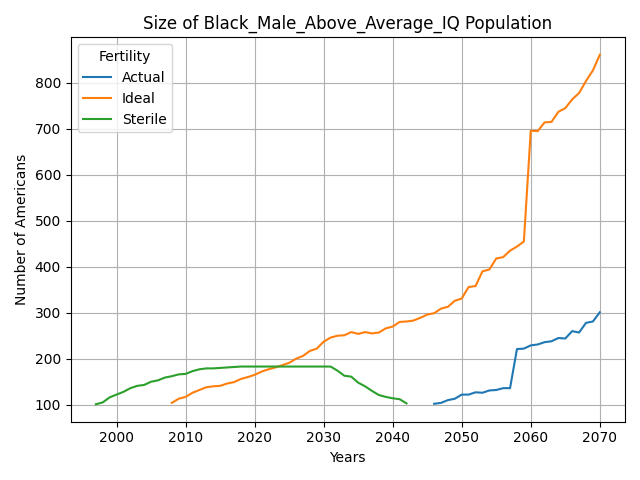 Size of Black_Male_Above_Average_IQ Population
Fertility
Actual
Ideal
Sterile
Number of Americans
800
700
600
500
400
300
200
100
2000 2010 2020 2030 2040 2050 2060 2070
Years